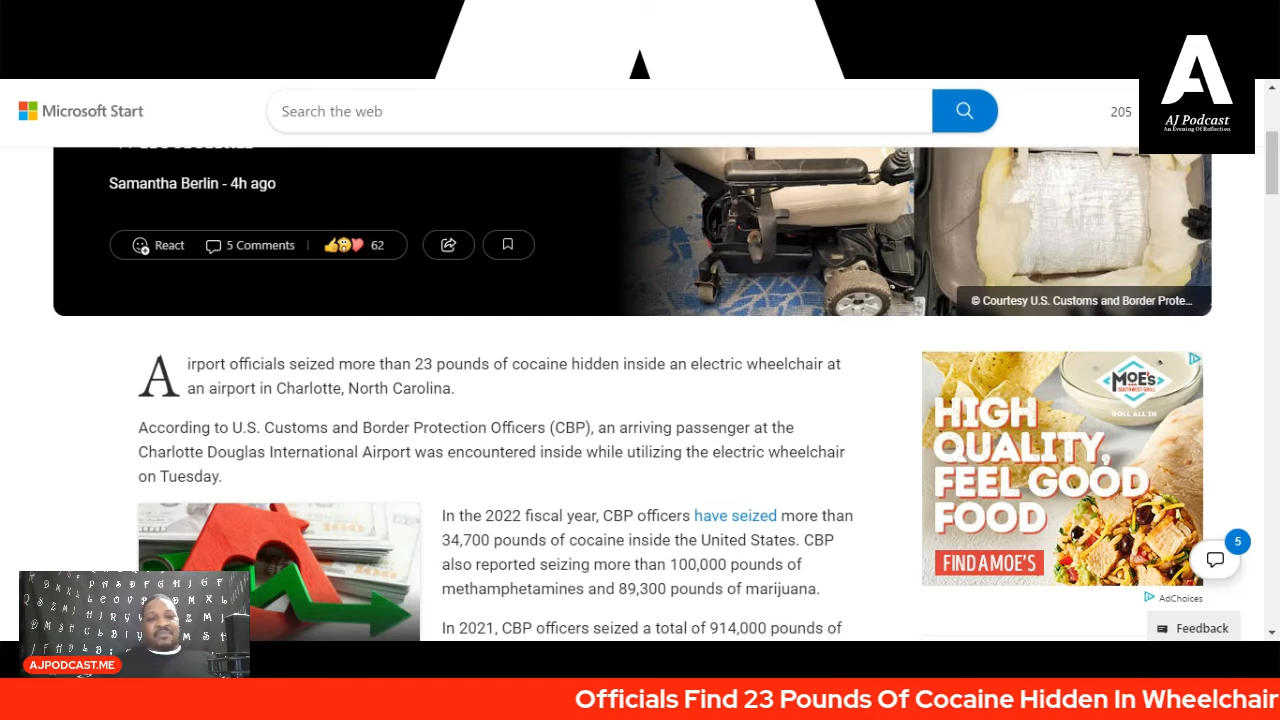 Microsoft Start
Search the web
205
AJ Podcast
An Evening Of Reflection
Samantha Berlin - 4h ago
React
5 Comments
62
© Courtesy U.S. Customs and Border Prote...
Airport officials seized more than 23 pounds of cocaine hidden inside an electric wheelchair at
an airport in Charlotte, North Carolina.
According to U.S. Customs and Border Protection Officers (CBP), an arriving passenger at the
Charlotte Douglas International Airport was encountered inside while utilizing the electric wheelchair
on Tuesday.
In the 2022 fiscal year, CBP officers have seized more than
34,700 pounds of cocaine inside the United States. CBP
also reported seizing more than 100,000 pounds of
methamphetamines and 89,300 pounds of marijuana.
In 2021, CBP officers seized a total of 914,000 pounds of
MOE'S
SOUTHWEST GRILL
ROLL ALL IN
HIGH
QUALITY,
FEEL GOOD
FOOD
FIND A MOE'S
5
AdChoices
Feedback
AJPODCAST.ME
Officials Find 23 Pounds Of Cocaine Hidden In Wheelchair